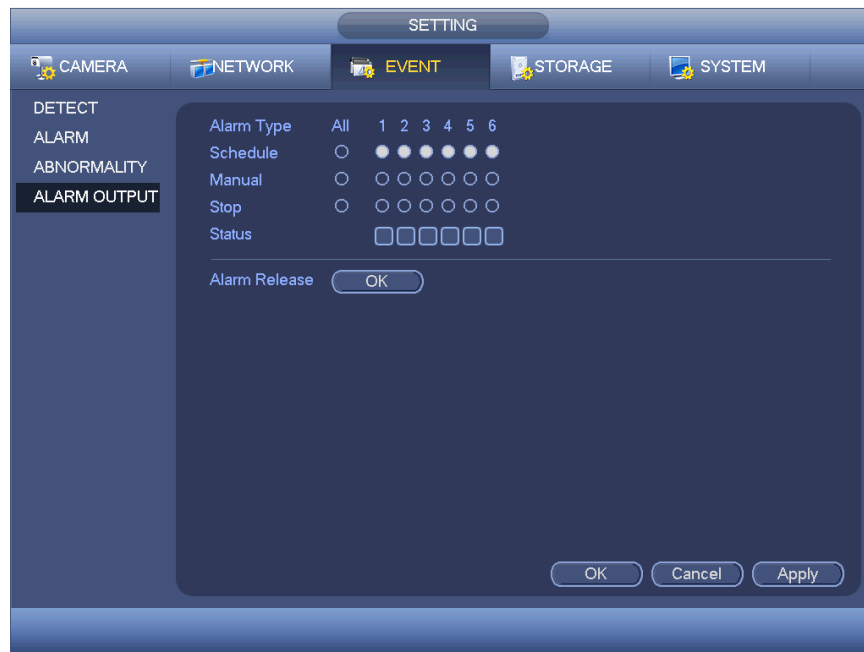 SETTING
CAMERA NETWORK EVENT STORAGE SYSTEM
DETECT
ALARM
ABNORMALITY
ALARM OUTPUT
Alarm Type All 1 2 3 4 5 6
Schedule
Manual
Stop
Status
Alarm Release OK
OK Cancel Apply